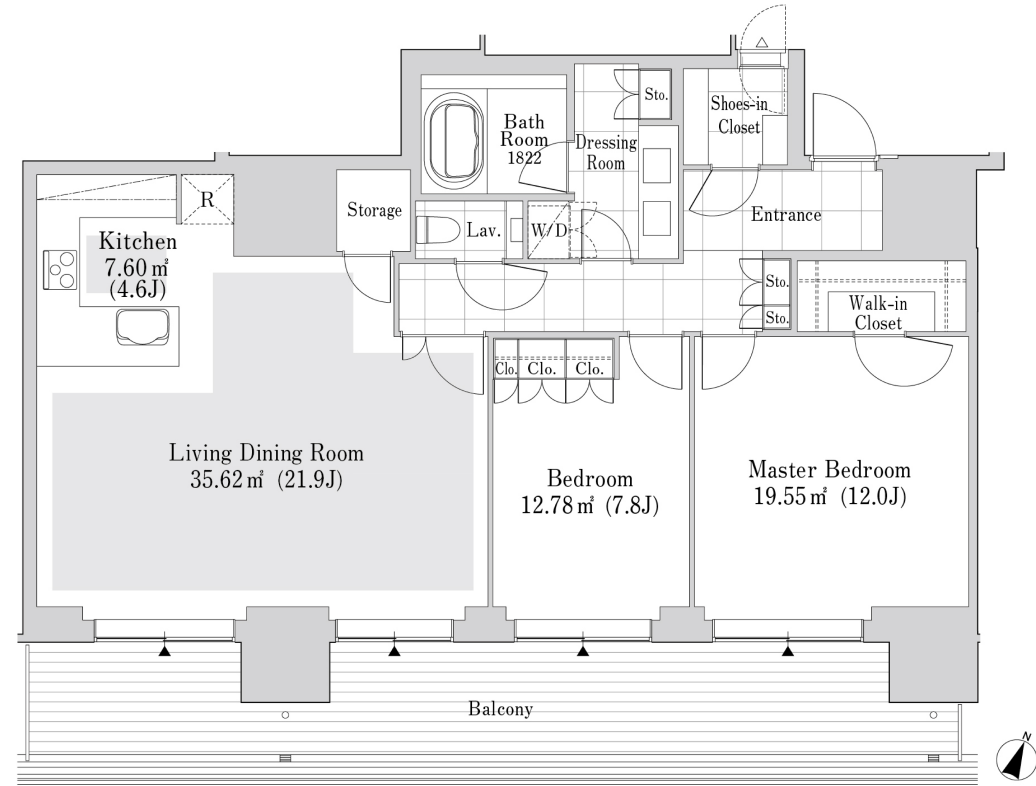 Bath
Room
1822
Dressing
Room
Sto.
Shoes-in
Closet
Storage
Lav.
W/D
Entrance
R
Kitchen
7.60㎡
(4.6J)
Sto.
Sto.
Walk-in
Closet
Clo.
Clo.
Clo.
Living Dining Room
35.62㎡ (21.9J)
Bedroom
12.78㎡ (7.8J)
Master Bedroom
19.55㎡ (12.0J)
Balcony
N